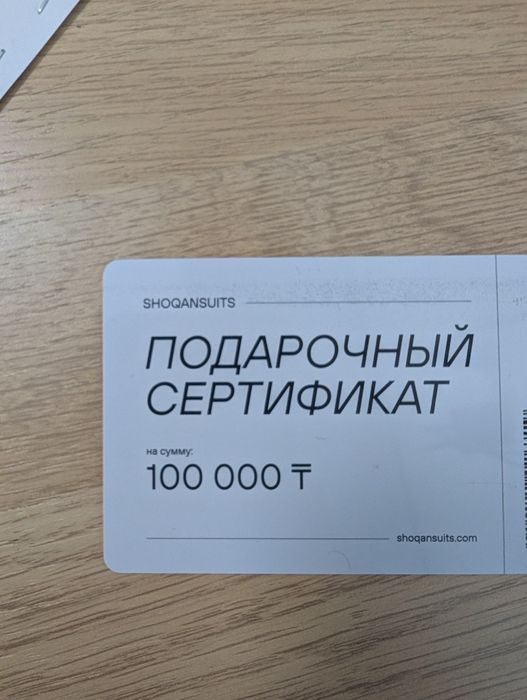 SHOQANSUITS
ПОДАРОЧНЫЙ
СЕРТИФИКАТ
на сумму:
100 000 ₸
shoqansuits.com